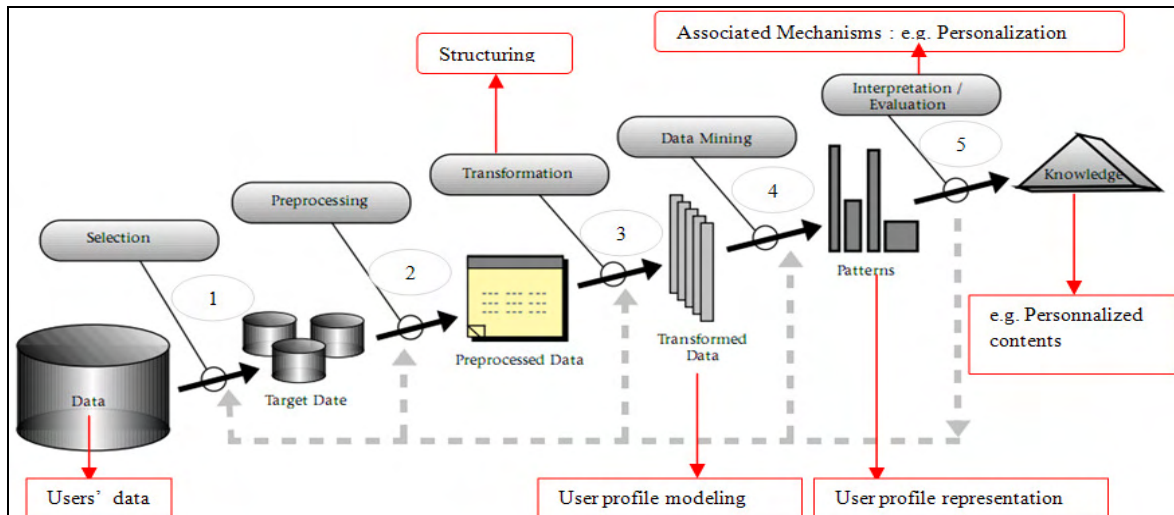 Associated Mechanisms : e.g. Personalization
Structuring
Interpretation /
Evaluation
Data Mining
5
Transformation
4
Knowledge
Preprocessing
3
Patterns
Selection
2
1
Preprocessed Data
Transformed
Data
e.g. Personnalized
contents
Data
Target Date
Users' data
User profile modeling
User profile representation